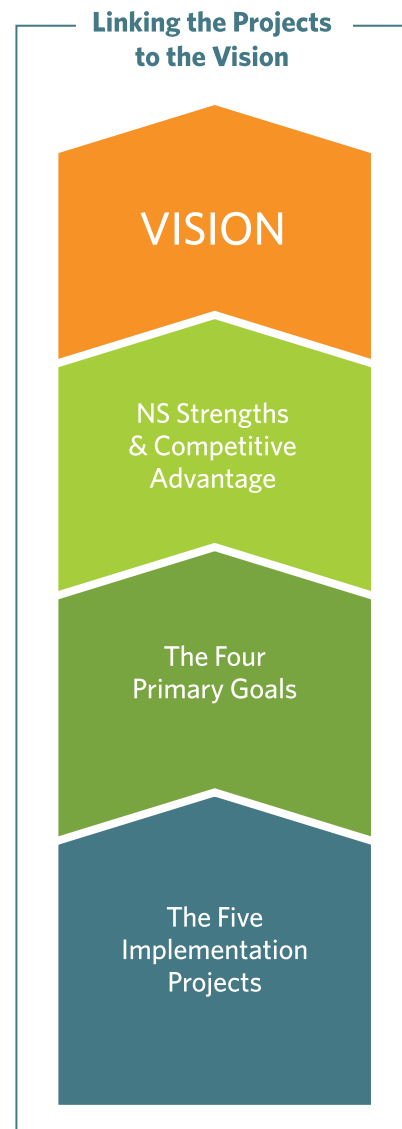 Linking the Projects
to the Vision
VISION
NS Strengths
& Competitive
Advantage
The Four
Primary Goals
The Five
Implementation
Projects